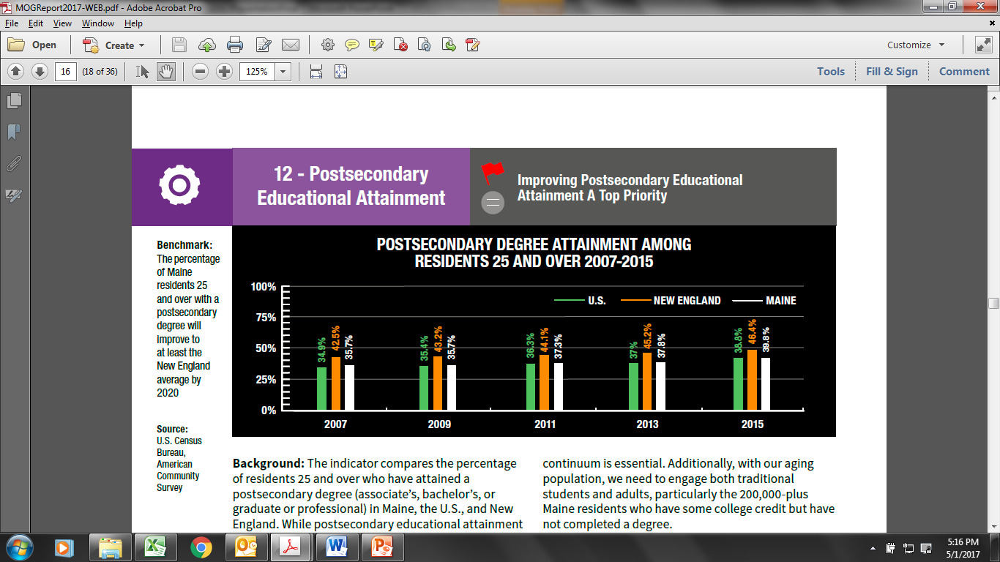 MOGReport2017-WEB.pdf - Adobe Acrobat Pro
File Edit View Window Help
Open Create Customize
16 (18 of 36) 125% Tools Fill & Sign Comment
12 - Postsecondary
Educational Attainment
Improving Postsecondary Educational
Attainment A Top Priority
Benchmark:
The percentage
of Maine
residents 25
and over with a
postsecondary
degree will
improve to
at least the
New England
average by
2020
Source:
U.S. Census
Bureau,
American
Community
Survey
POSTSECONDARY DEGREE ATTAINMENT AMONG
RESIDENTS 25 AND OVER 2007-2015
100%
75%
50%
25%
0%
U.S. NEW ENGLAND MAINE
34.9% 42.5% 35.7%
35.4% 43.2% 35.7%
36.3% 44.1% 37.3%
37% 45.2% 37.8%
38.8% 46.4% 39.8%
2007 2009 2011 2013 2015
Background: The indicator compares the percentage
of residents 25 and over who have attained a
postsecondary degree (associate's, bachelor's, or
graduate or professional) in Maine, the U.S., and New
England. While postsecondary educational attainment
continuum is essential. Additionally, with our aging
population, we need to engage both traditional
students and adults, particularly the 200,000-plus
Maine residents who have some college credit but have
not completed a degree.
5:16 PM
5/1/2017